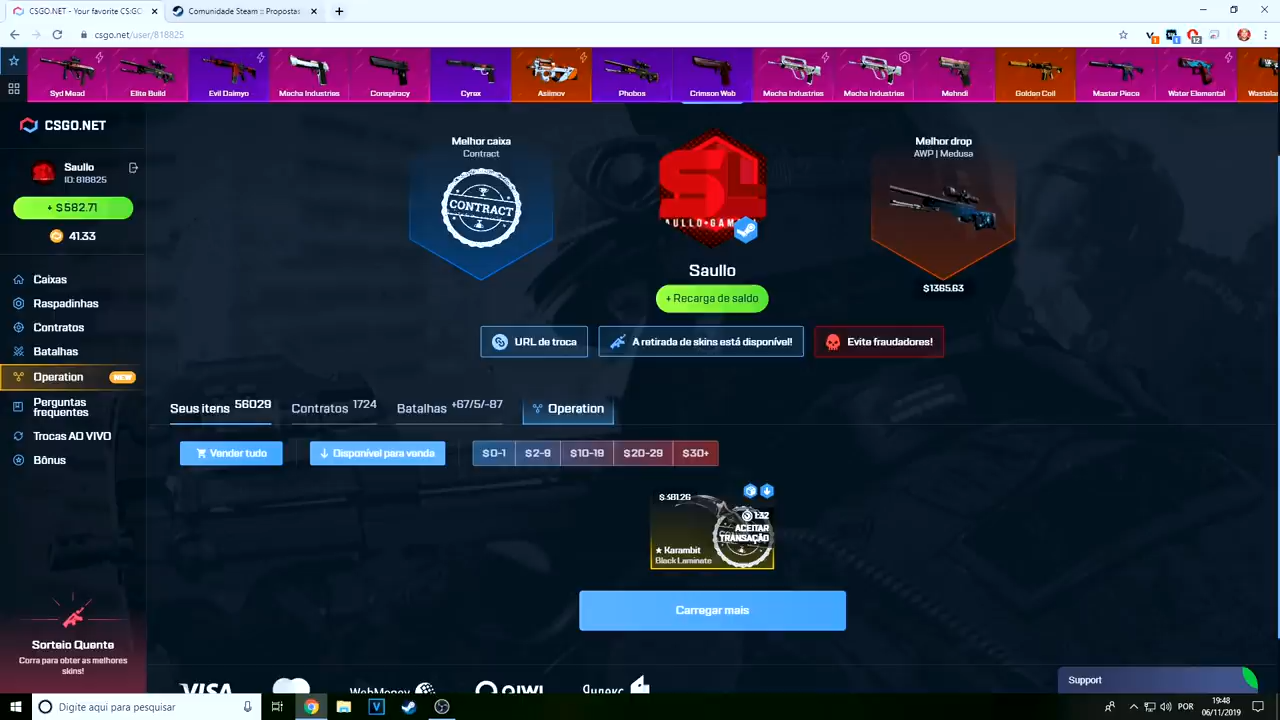 CSGO.NET - Your favorite CS:GO
Comunidade Steam :: Propostas
csgo.net/user/818825
Syd Mead
Elite Build
Evil Daimyo
Mecha Industries
Conspiracy
Cyrex
Asiimov
Phobos
Crimson Web
Mecha Industries
Mecha Industries
Mehndi
Golden Coil
Master Piece
Water Elemental
CSGO.NET
Saullo
ID: 818825
+ $582.71
41.33
Caixas
Raspadinhas
Contratos
Batalhas
Operation
NEW
Perguntas
frequentes
Trocas AO VIVO
Bônus
Sorteio Quente
Corra para obter as melhores
skins!
Melhor caixa
Contract
CONTRACT
SL
Saullo
+ Recarga de saldo
Melhor drop
AWP | Medusa
$1365.63
URL de troca
A retirada de skins está disponível!
Evite fraudadores!
Seus itens 56029
Contratos 1724
Batalhas +67/5/-87
Operation
Vender tudo
Disponível para venda
$0-1
$2-9
$10-19
$20-29
$30+
$381.26
1:32
ACEITAR
TRANSAÇÃO
★ Karambit
Black Laminate
Carregar mais
VISA
WebMoney
QIWI
Яндекс
Support
Digite aqui para pesquisar
POR
19:48
06/11/2019